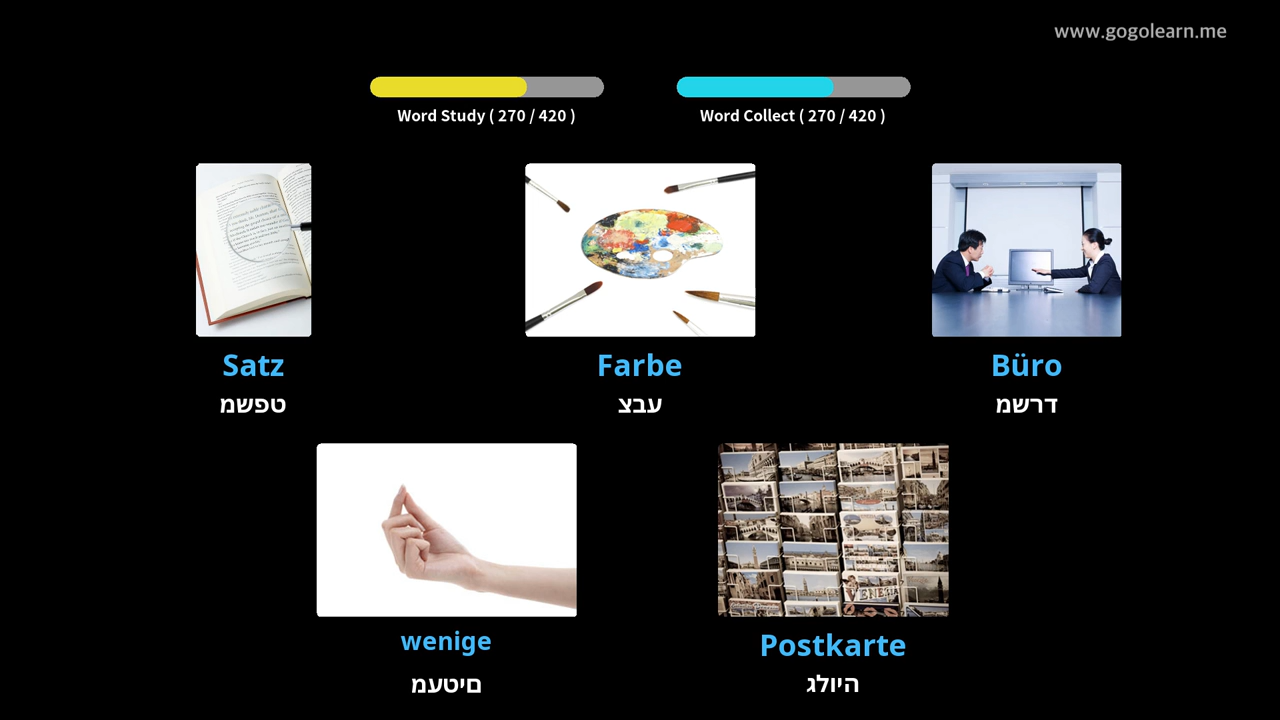 www.gogolearn.me
Word Study ( 270 / 420 )
Word Collect ( 270 / 420 )
Satz
טפשמ
Farbe
עבצ
Büro
דרשמ
wenige
םיטעמ
Postkarte
היולג